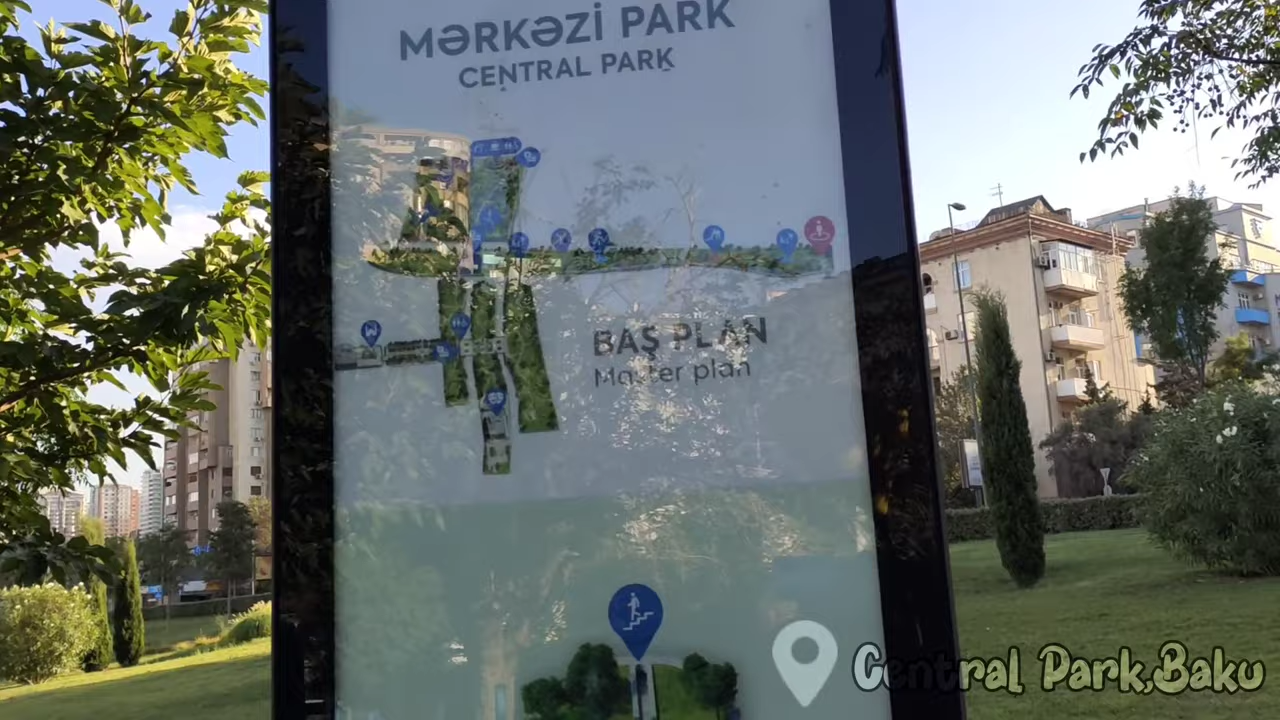 MƏRKƏZİ PARK
CENTRAL PARK
BAŞ PLAN
Master plan
Central Park,Baku